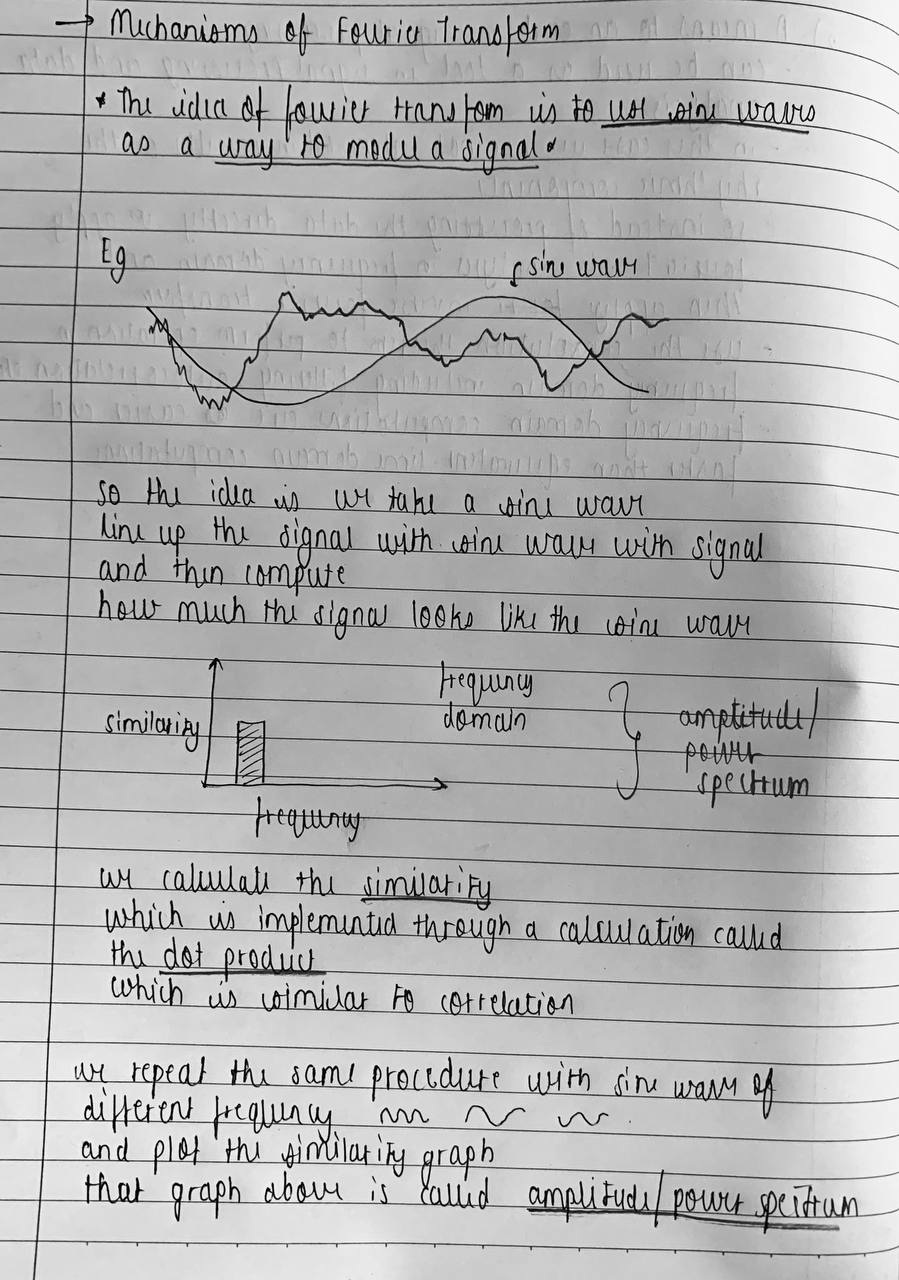 → Mechanisms of Fourier Transform
* The idea of fourier transfom is to use sine waves
as a way to model a signal.
Eg
sine wave
so the idea is we take a sine wave
line up the signal with sine wave with signal
and then compute
how much the signal looks like the sine wave
similarity
frequency
domain
amptitude/
power
spectrum
frequency
we calculate the similarity
which is implemented through a calculation called
the dot product
which is similar to correlation
we repeat the same procedure with sine wave of
different frequency
and plot the similarity graph
that graph above is called amplitude/power spectrum